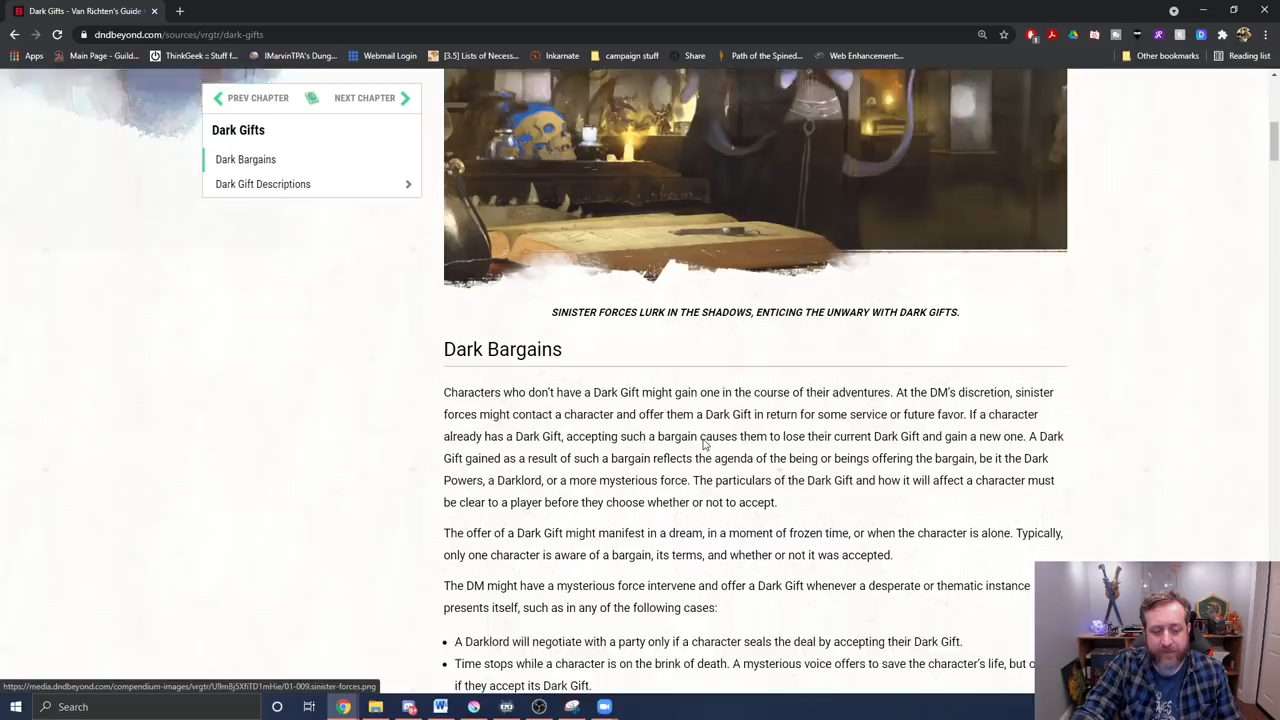 Dark Gifts - Van Richten's Guide
dndbeyond.com/sources/vrgtr/dark-gifts
Apps
Main Page - Guild...
ThinkGeek :: Stuff f...
IMarvinTPA's Dung...
Webmail Login
[3.5] Lists of Necess...
Inkarnate
campaign stuff
Share
Path of the Spined...
Web Enhancement:...
Other bookmarks
Reading list
PREV CHAPTER
NEXT CHAPTER
Dark Gifts
Dark Bargains
Dark Gift Descriptions
SINISTER FORCES LURK IN THE SHADOWS, ENTICING THE UNWARY WITH DARK GIFTS.
Dark Bargains
Characters who don't have a Dark Gift might gain one in the course of their adventures. At the DM's discretion, sinister
forces might contact a character and offer them a Dark Gift in return for some service or future favor. If a character
already has a Dark Gift, accepting such a bargain causes them to lose their current Dark Gift and gain a new one. A Dark
Gift gained as a result of such a bargain reflects the agenda of the being or beings offering the bargain, be it the Dark
Powers, a Darklord, or a more mysterious force. The particulars of the Dark Gift and how it will affect a character must
be clear to a player before they choose whether or not to accept.
The offer of a Dark Gift might manifest in a dream, in a moment of frozen time, or when the character is alone. Typically,
only one character is aware of a bargain, its terms, and whether or not it was accepted.
The DM might have a mysterious force intervene and offer a Dark Gift whenever a desperate or thematic instance
presents itself, such as in any of the following cases:
A Darklord will negotiate with a party only if a character seals the deal by accepting their Dark Gift.
Time stops while a character is on the brink of death. A mysterious voice offers to save the character's life, but o
if they accept its Dark Gift.
Search